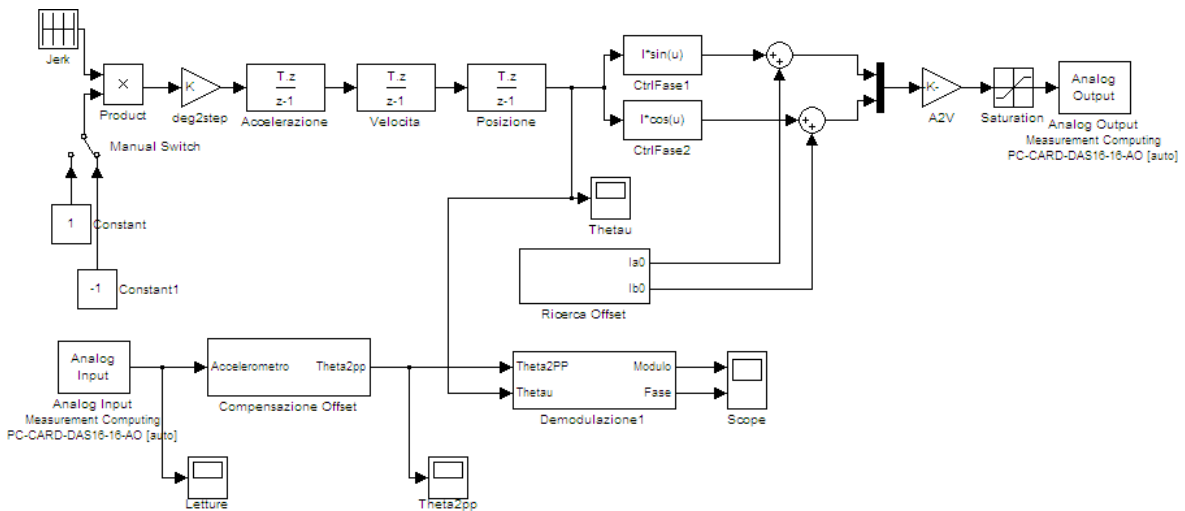 Jerk
×
Product
K
deg2step
T.z
z-1
Accelerazione
T.z
z-1
Velocita
T.z
z-1
Posizione
I*sin(u)
CtrlFase1
I*cos(u)
CtrlFase2
+
+
+
+
K-
A2V
Saturation
Analog
Output
Analog Output
Measurement Computing
PC-CARD-DAS16-16-AO [auto]
Manual Switch
1
Constant
-1
Constant1
Thetau
Ia0
Ib0
Ricerca Offset
Analog
Input
Analog Input
Measurement Computing
PC-CARD-DAS16-16-AO [auto]
Accelerometro
Theta2pp
Compensazione Offset
Theta2PP
Thetau
Modulo
Fase
Demodulazione1
Scope
Letture
Theta2pp